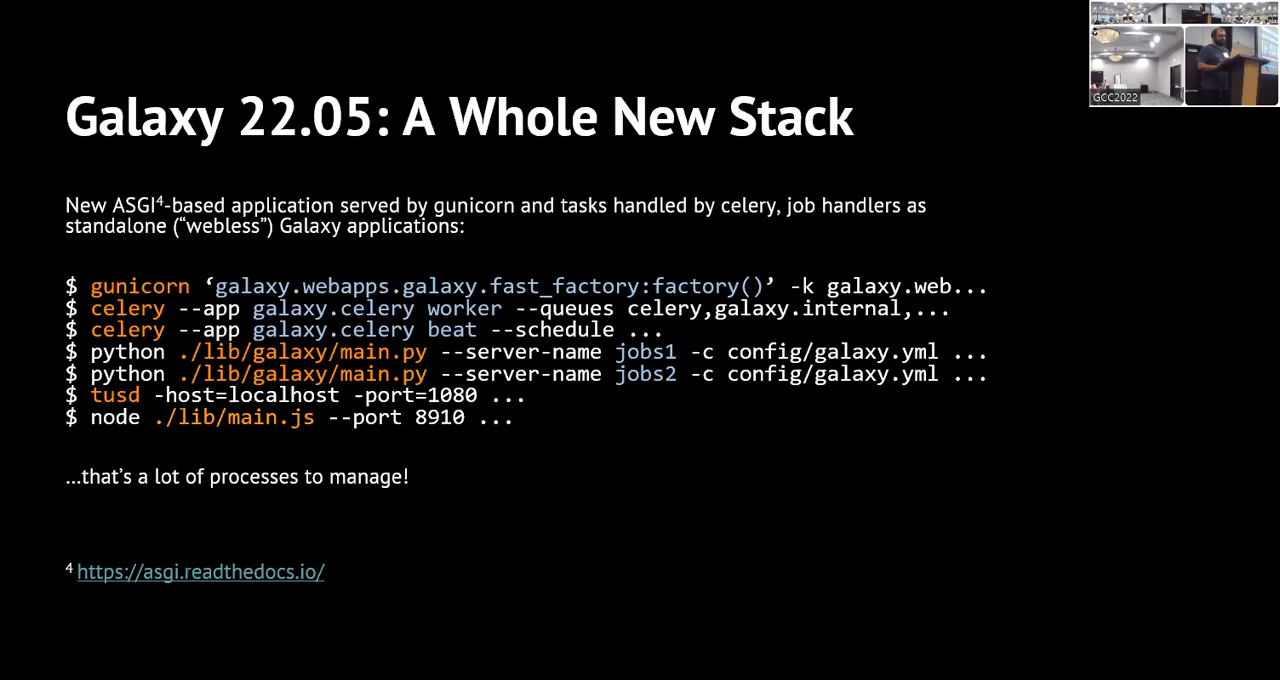 Galaxy 22.05: A Whole New Stack
GCC2022
New ASGI⁴-based application served by gunicorn and tasks handled by celery, job handlers as
standalone (“webless”) Galaxy applications:
$ gunicorn ‘galaxy.webapps.galaxy.fast_factory:factory()’ -k galaxy.web...
$ celery --app galaxy.celery worker --queues celery,galaxy.internal,...
$ celery --app galaxy.celery beat --schedule ...
$ python ./lib/galaxy/main.py --server-name jobs1 -c config/galaxy.yml ...
$ python ./lib/galaxy/main.py --server-name jobs2 -c config/galaxy.yml ...
$ tusd -host=localhost -port=1080 ...
$ node ./lib/main.js --port 8910 ...
…that’s a lot of processes to manage!
⁴ https://asgi.readthedocs.io/